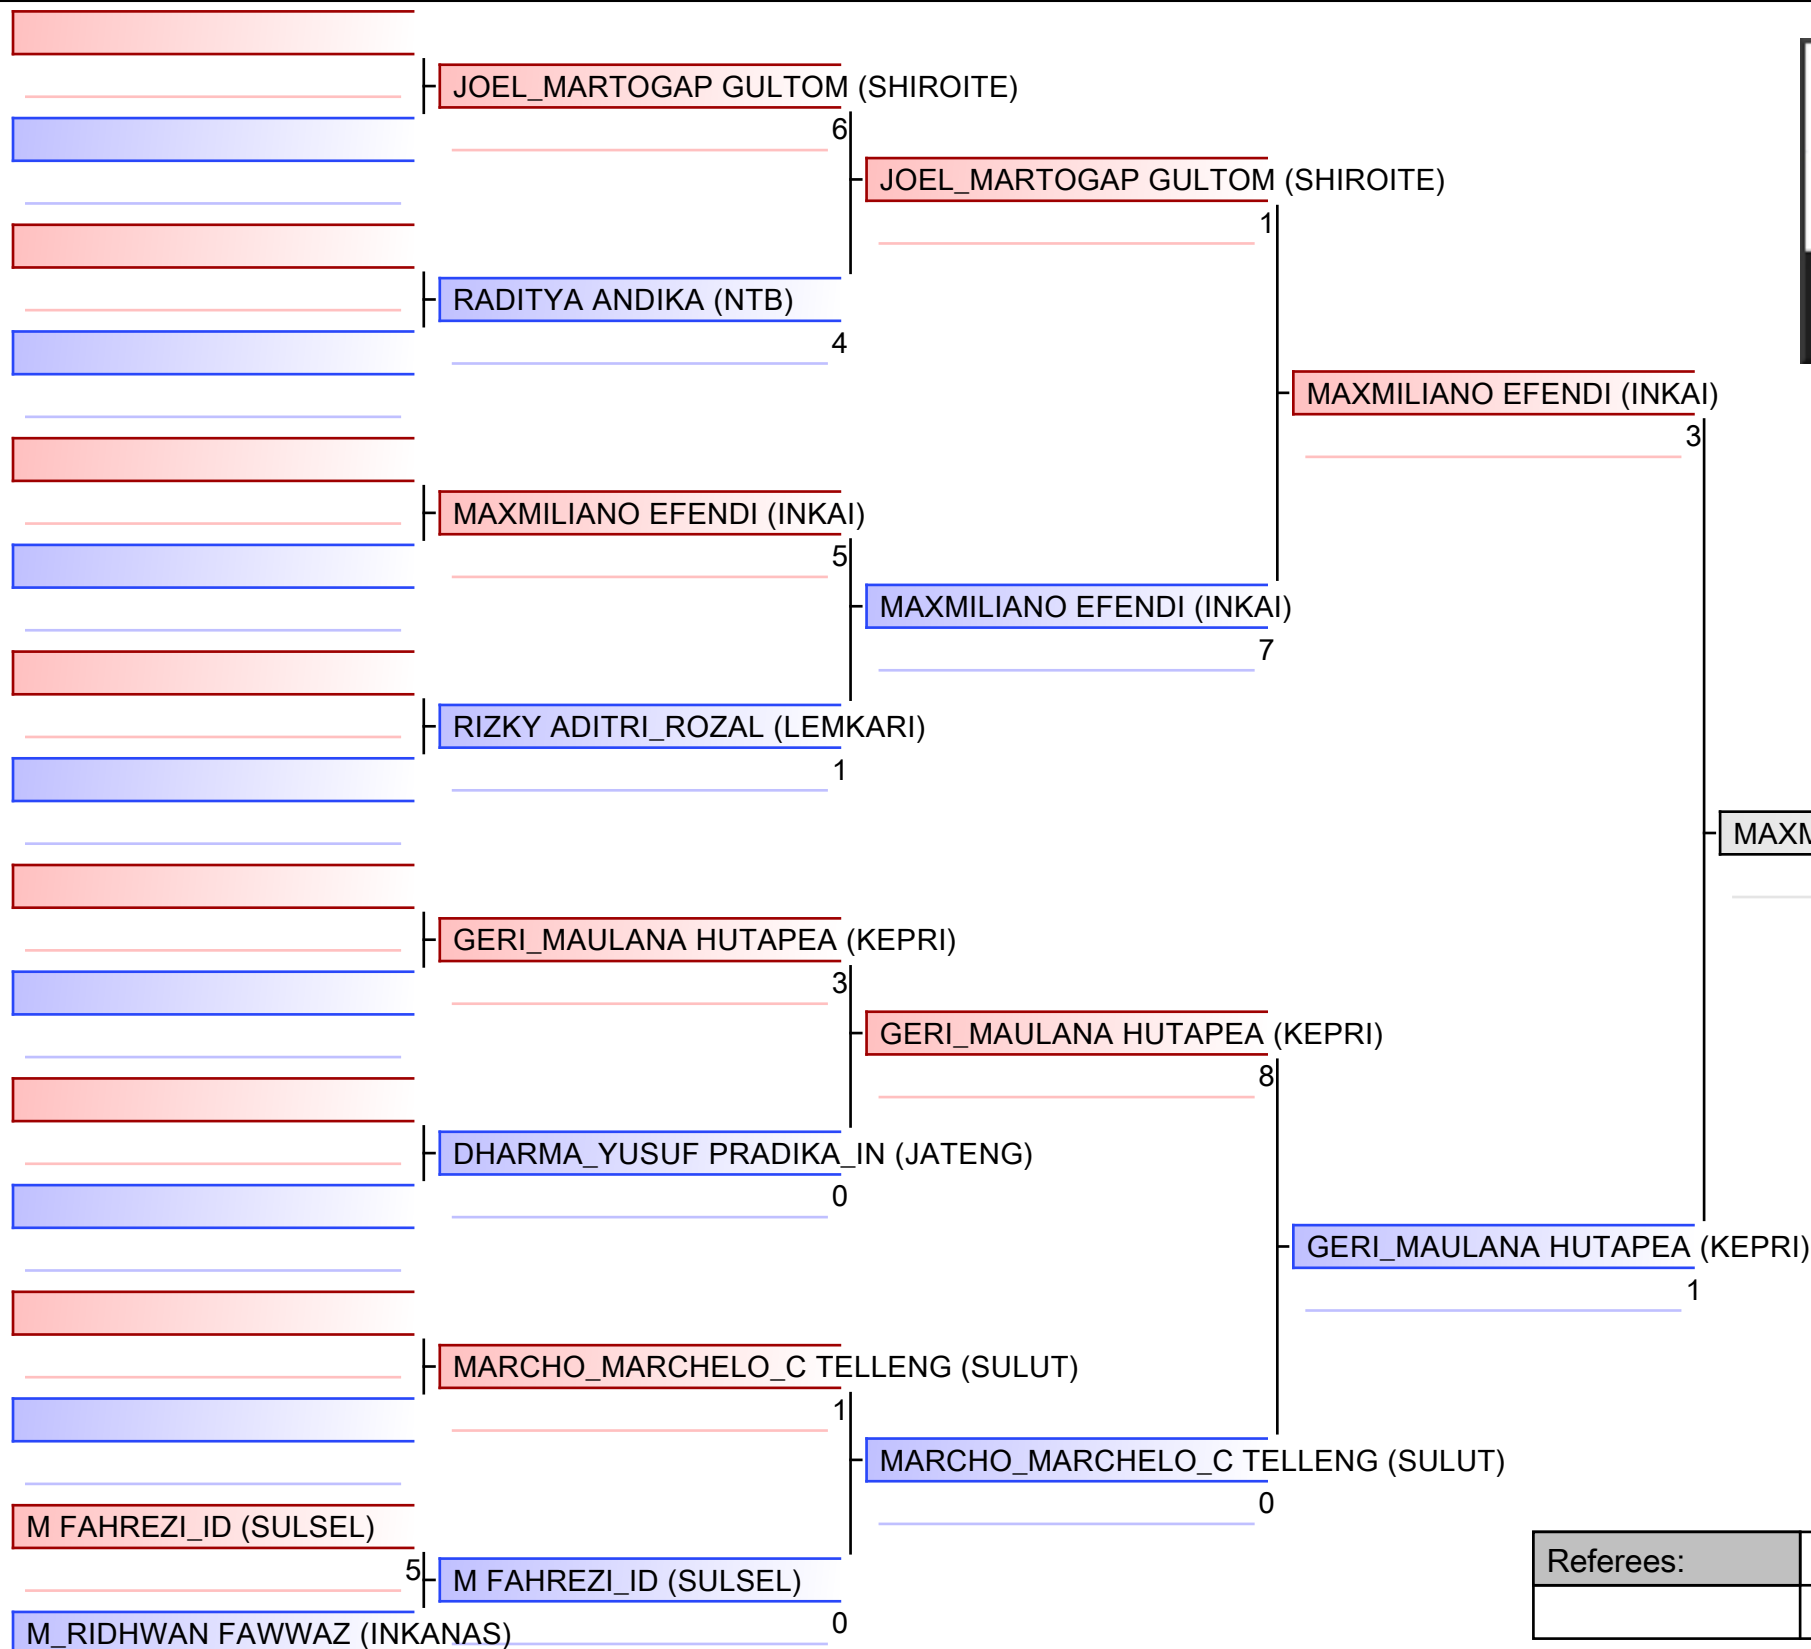 JOEL_MARTOGAP GULTOM (SHIROITE)
6
JOEL_MARTOGAP GULTOM (SHIROITE)
1
RADITYA ANDIKA (NTB)
4
MAXMILIANO EFENDI (INKAI)
3
MAXMILIANO EFENDI (INKAI)
5
MAXMILIANO EFENDI (INKAI)
7
RIZKY ADITRI_ROZAL (LEMKARI)
1
MAXM
GERI_MAULANA HUTAPEA (KEPRI)
3
GERI_MAULANA HUTAPEA (KEPRI)
8
DHARMA_YUSUF PRADIKA_IN (JATENG)
0
GERI_MAULANA HUTAPEA (KEPRI)
1
MARCHO_MARCHELO_C TELLENG (SULUT)
1
MARCHO_MARCHELO_C TELLENG (SULUT)
0
M FAHREZI_ID (SULSEL)
5
M FAHREZI_ID (SULSEL)
0
M_RIDHWAN FAWWAZ (INKANAS)
Referees: